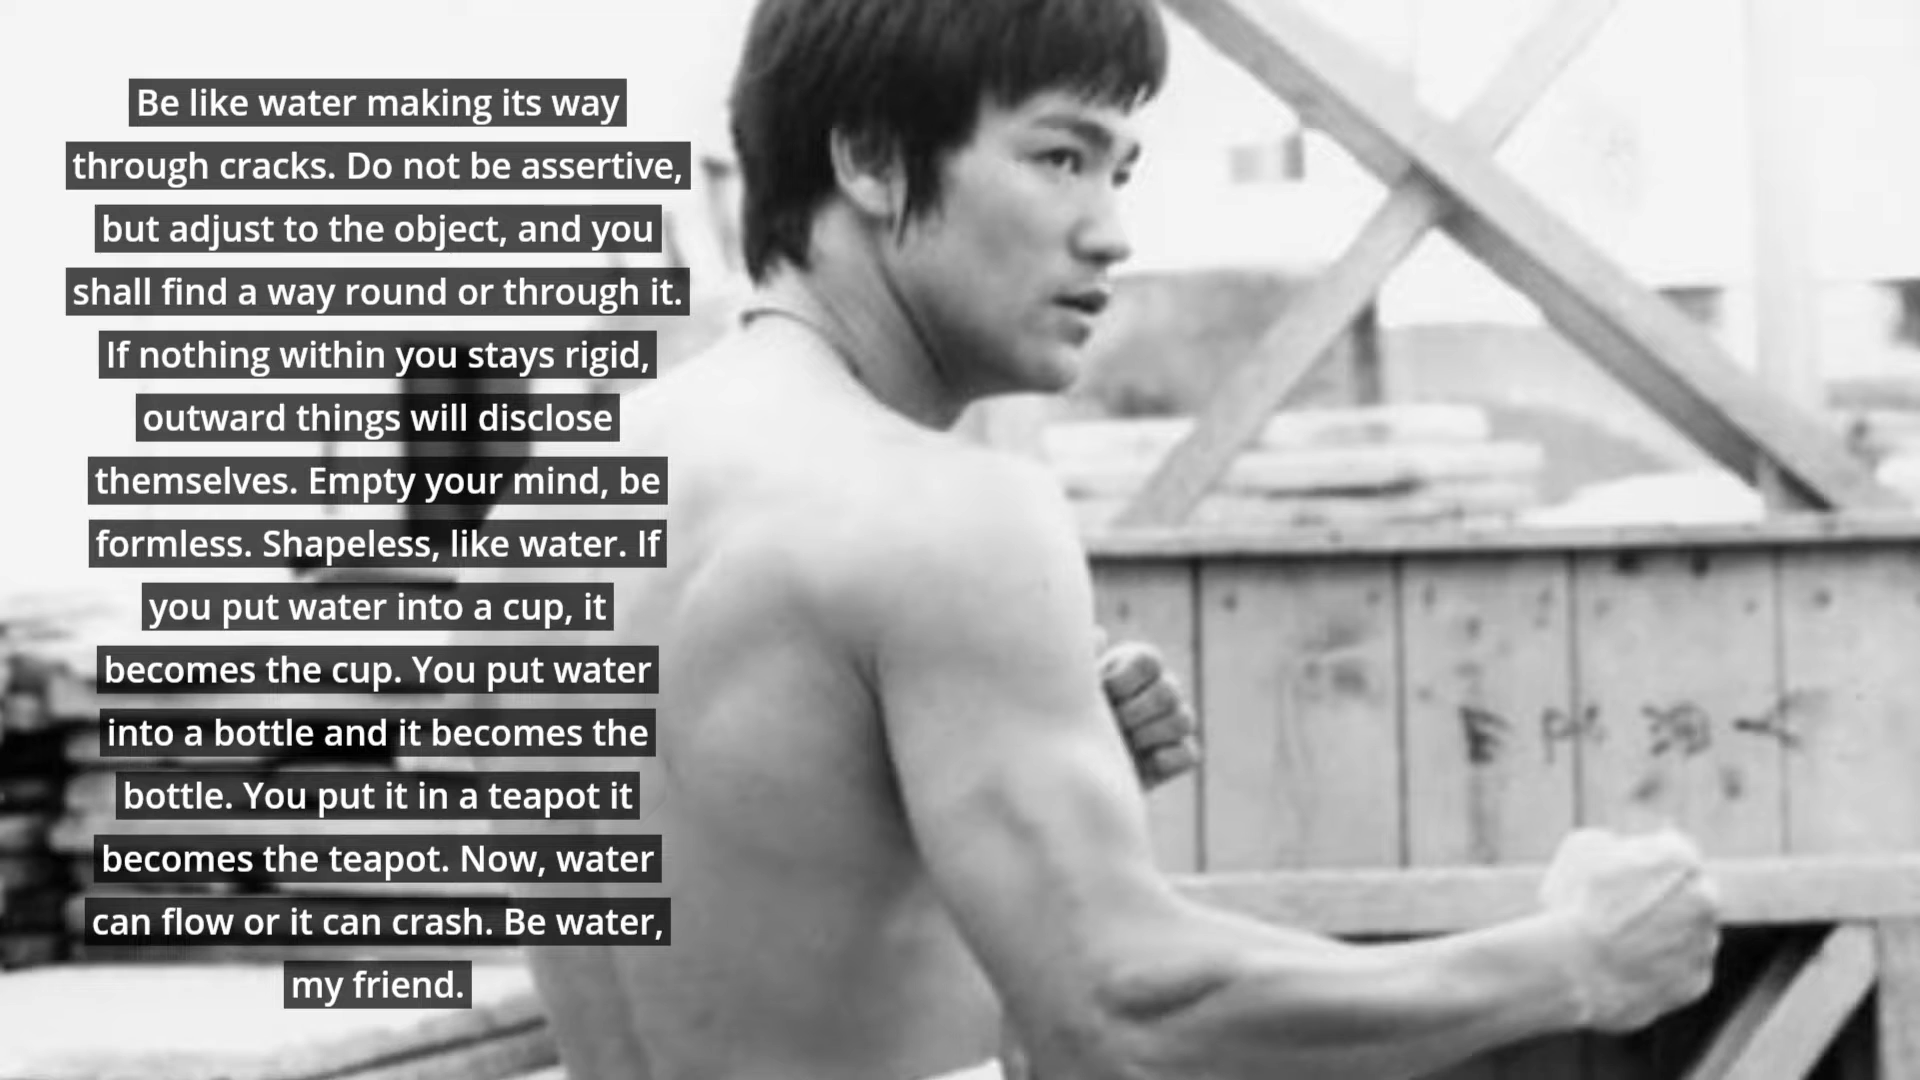 Be like water making its way
through cracks. Do not be assertive,
but adjust to the object, and you
shall find a way round or through it.
If nothing within you stays rigid,
outward things will disclose
themselves. Empty your mind, be
formless. Shapeless, like water. If
you put water into a cup, it
becomes the cup. You put water
into a bottle and it becomes the
bottle. You put it in a teapot it
becomes the teapot. Now, water
can flow or it can crash. Be water,
my friend.